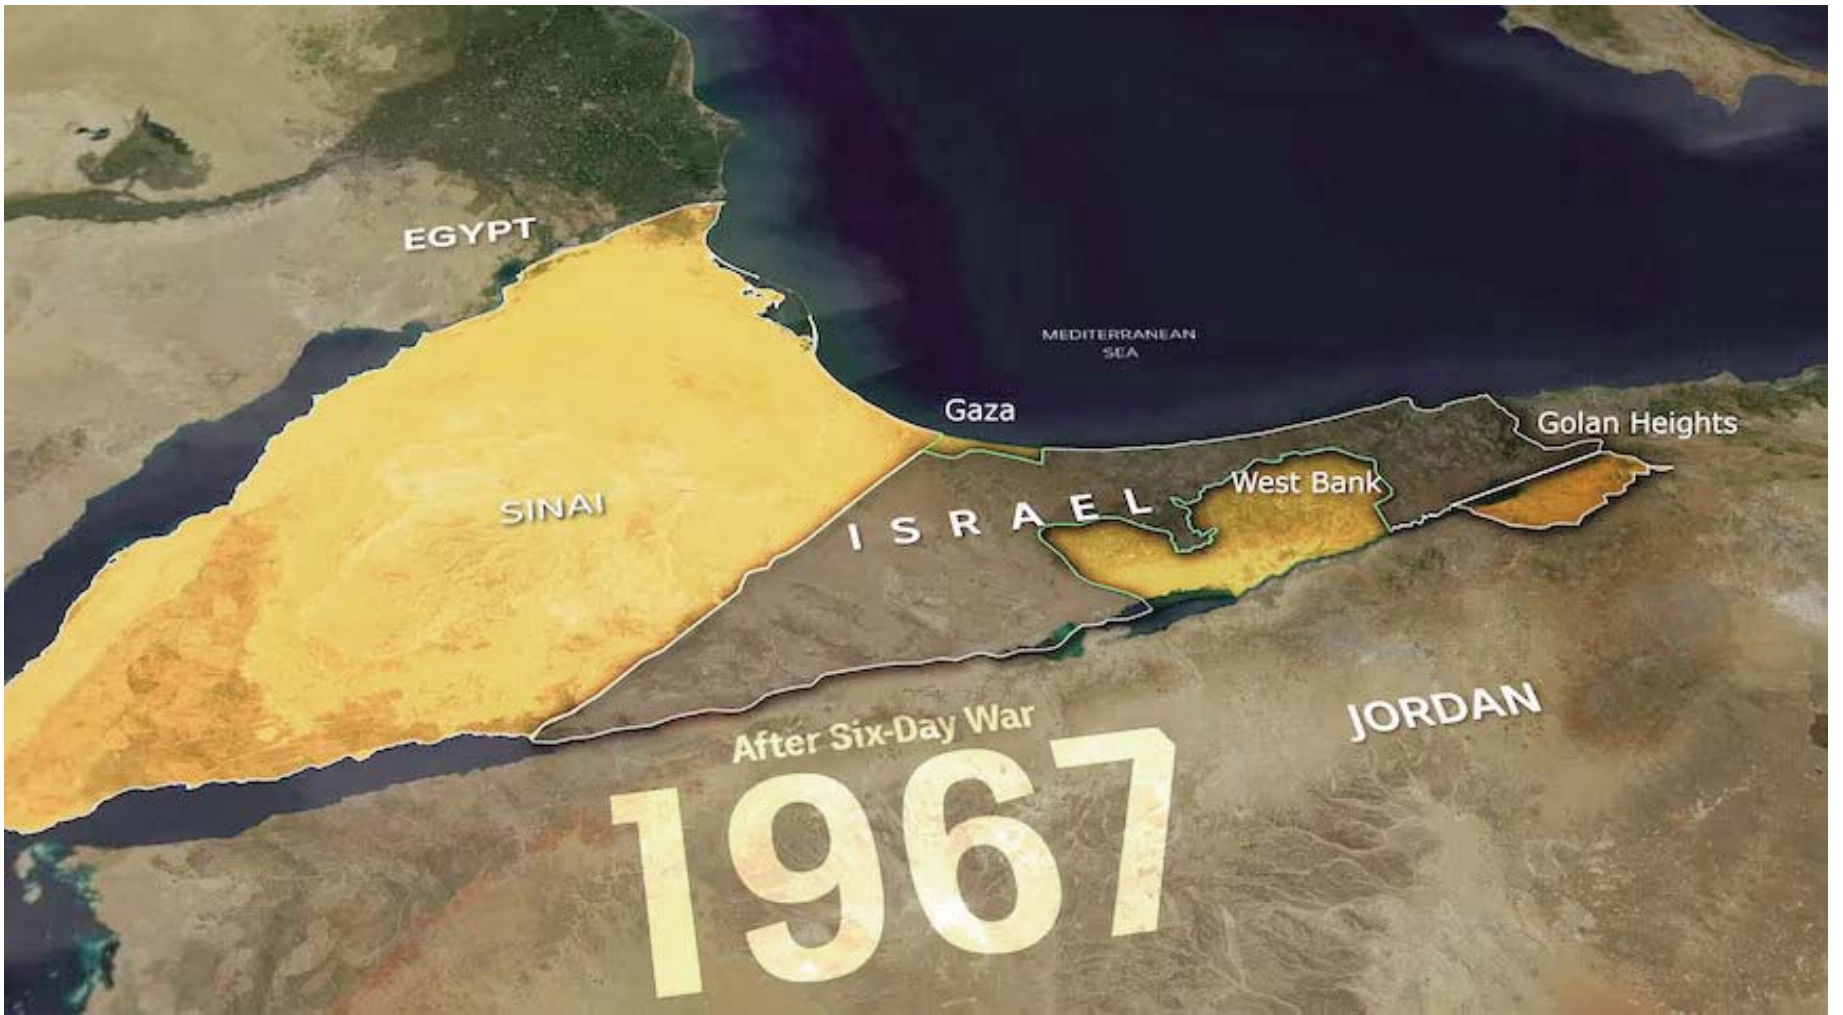 EGYPT
MEDITERRANEAN
SEA
Gaza
Golan Heights
West Bank
SINAI
ISRAEL
JORDAN
After Six-Day War
1967